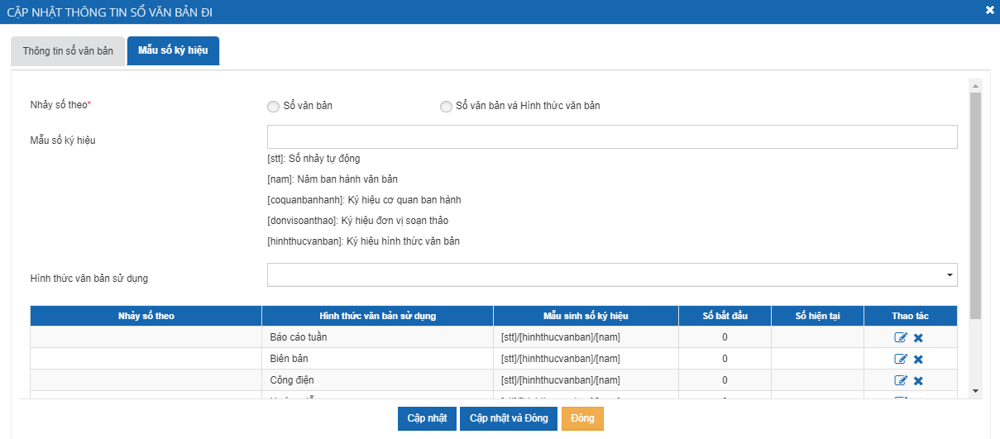 CẬP NHẬT THÔNG TIN SỔ VĂN BẢN ĐI
Thông tin sổ văn bản Mẫu số ký hiệu
Nhảy số theo* Sổ văn bản Sổ văn bản và Hình thức văn bản
Mẫu số ký hiệu
[stt]: Số nhảy tự động
[nam]: Năm ban hành văn bản
[coquanbanhanh]: Ký hiệu cơ quan ban hành
[donvisoanthao]: Ký hiệu đơn vị soạn thảo
[hinhthucvanban]: Ký hiệu hình thức văn bản
Hình thức văn bản sử dụng
Nhảy số theo Hình thức văn bản sử dụng Mẫu sinh số ký hiệu Số bắt đầu Số hiện tại Thao tác
Báo cáo tuần [stt]/[hinhthucvanban]/[nam] 0
Biên bản [stt]/[hinhthucvanban]/[nam] 0
Công điện [stt]/[hinhthucvanban]/[nam] 0
Cập nhật Cập nhật và Đóng Đóng